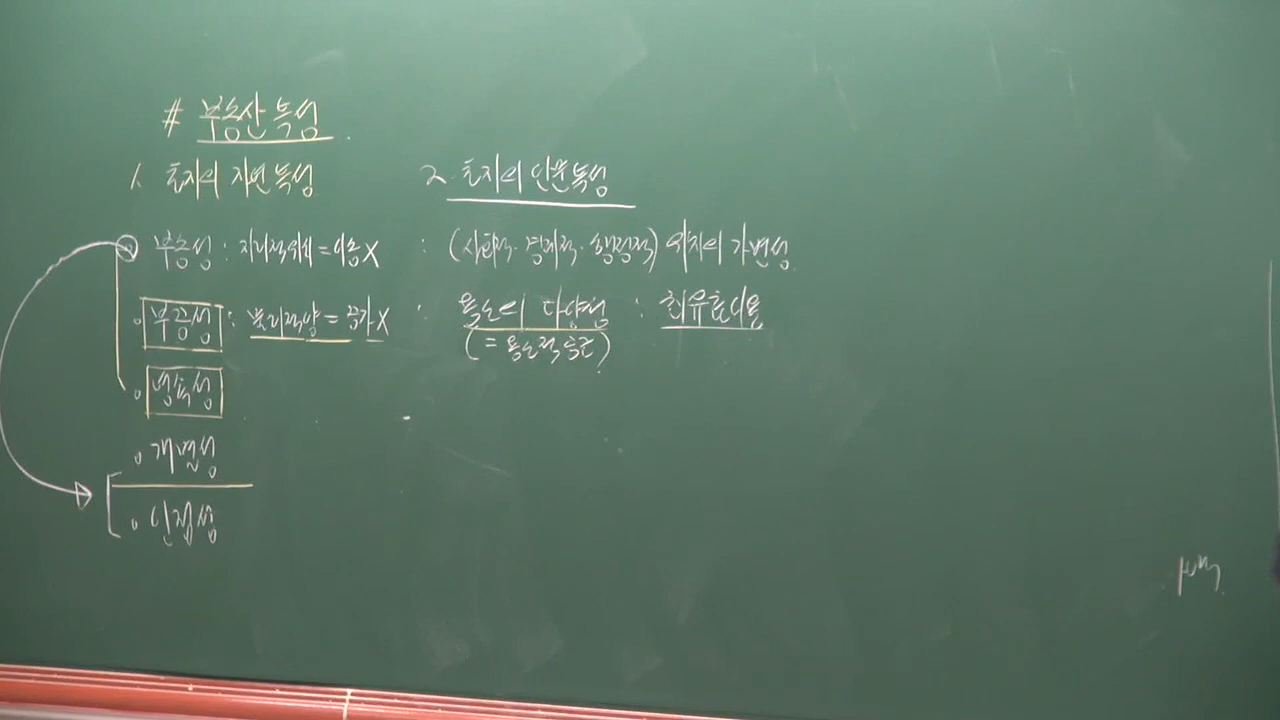 # 부동산 특성
1. 토지의 자연특성
2. 토지의 인문특성
부동성 : 지리적위치 = 이동X : (사회적·경제적·행정적) 위치의 가변성
부증성 : 물리적양 = 증가X : 용도의 다양성 : 최유효이용
(= 용도적공급)
영속성
개별성
인접성